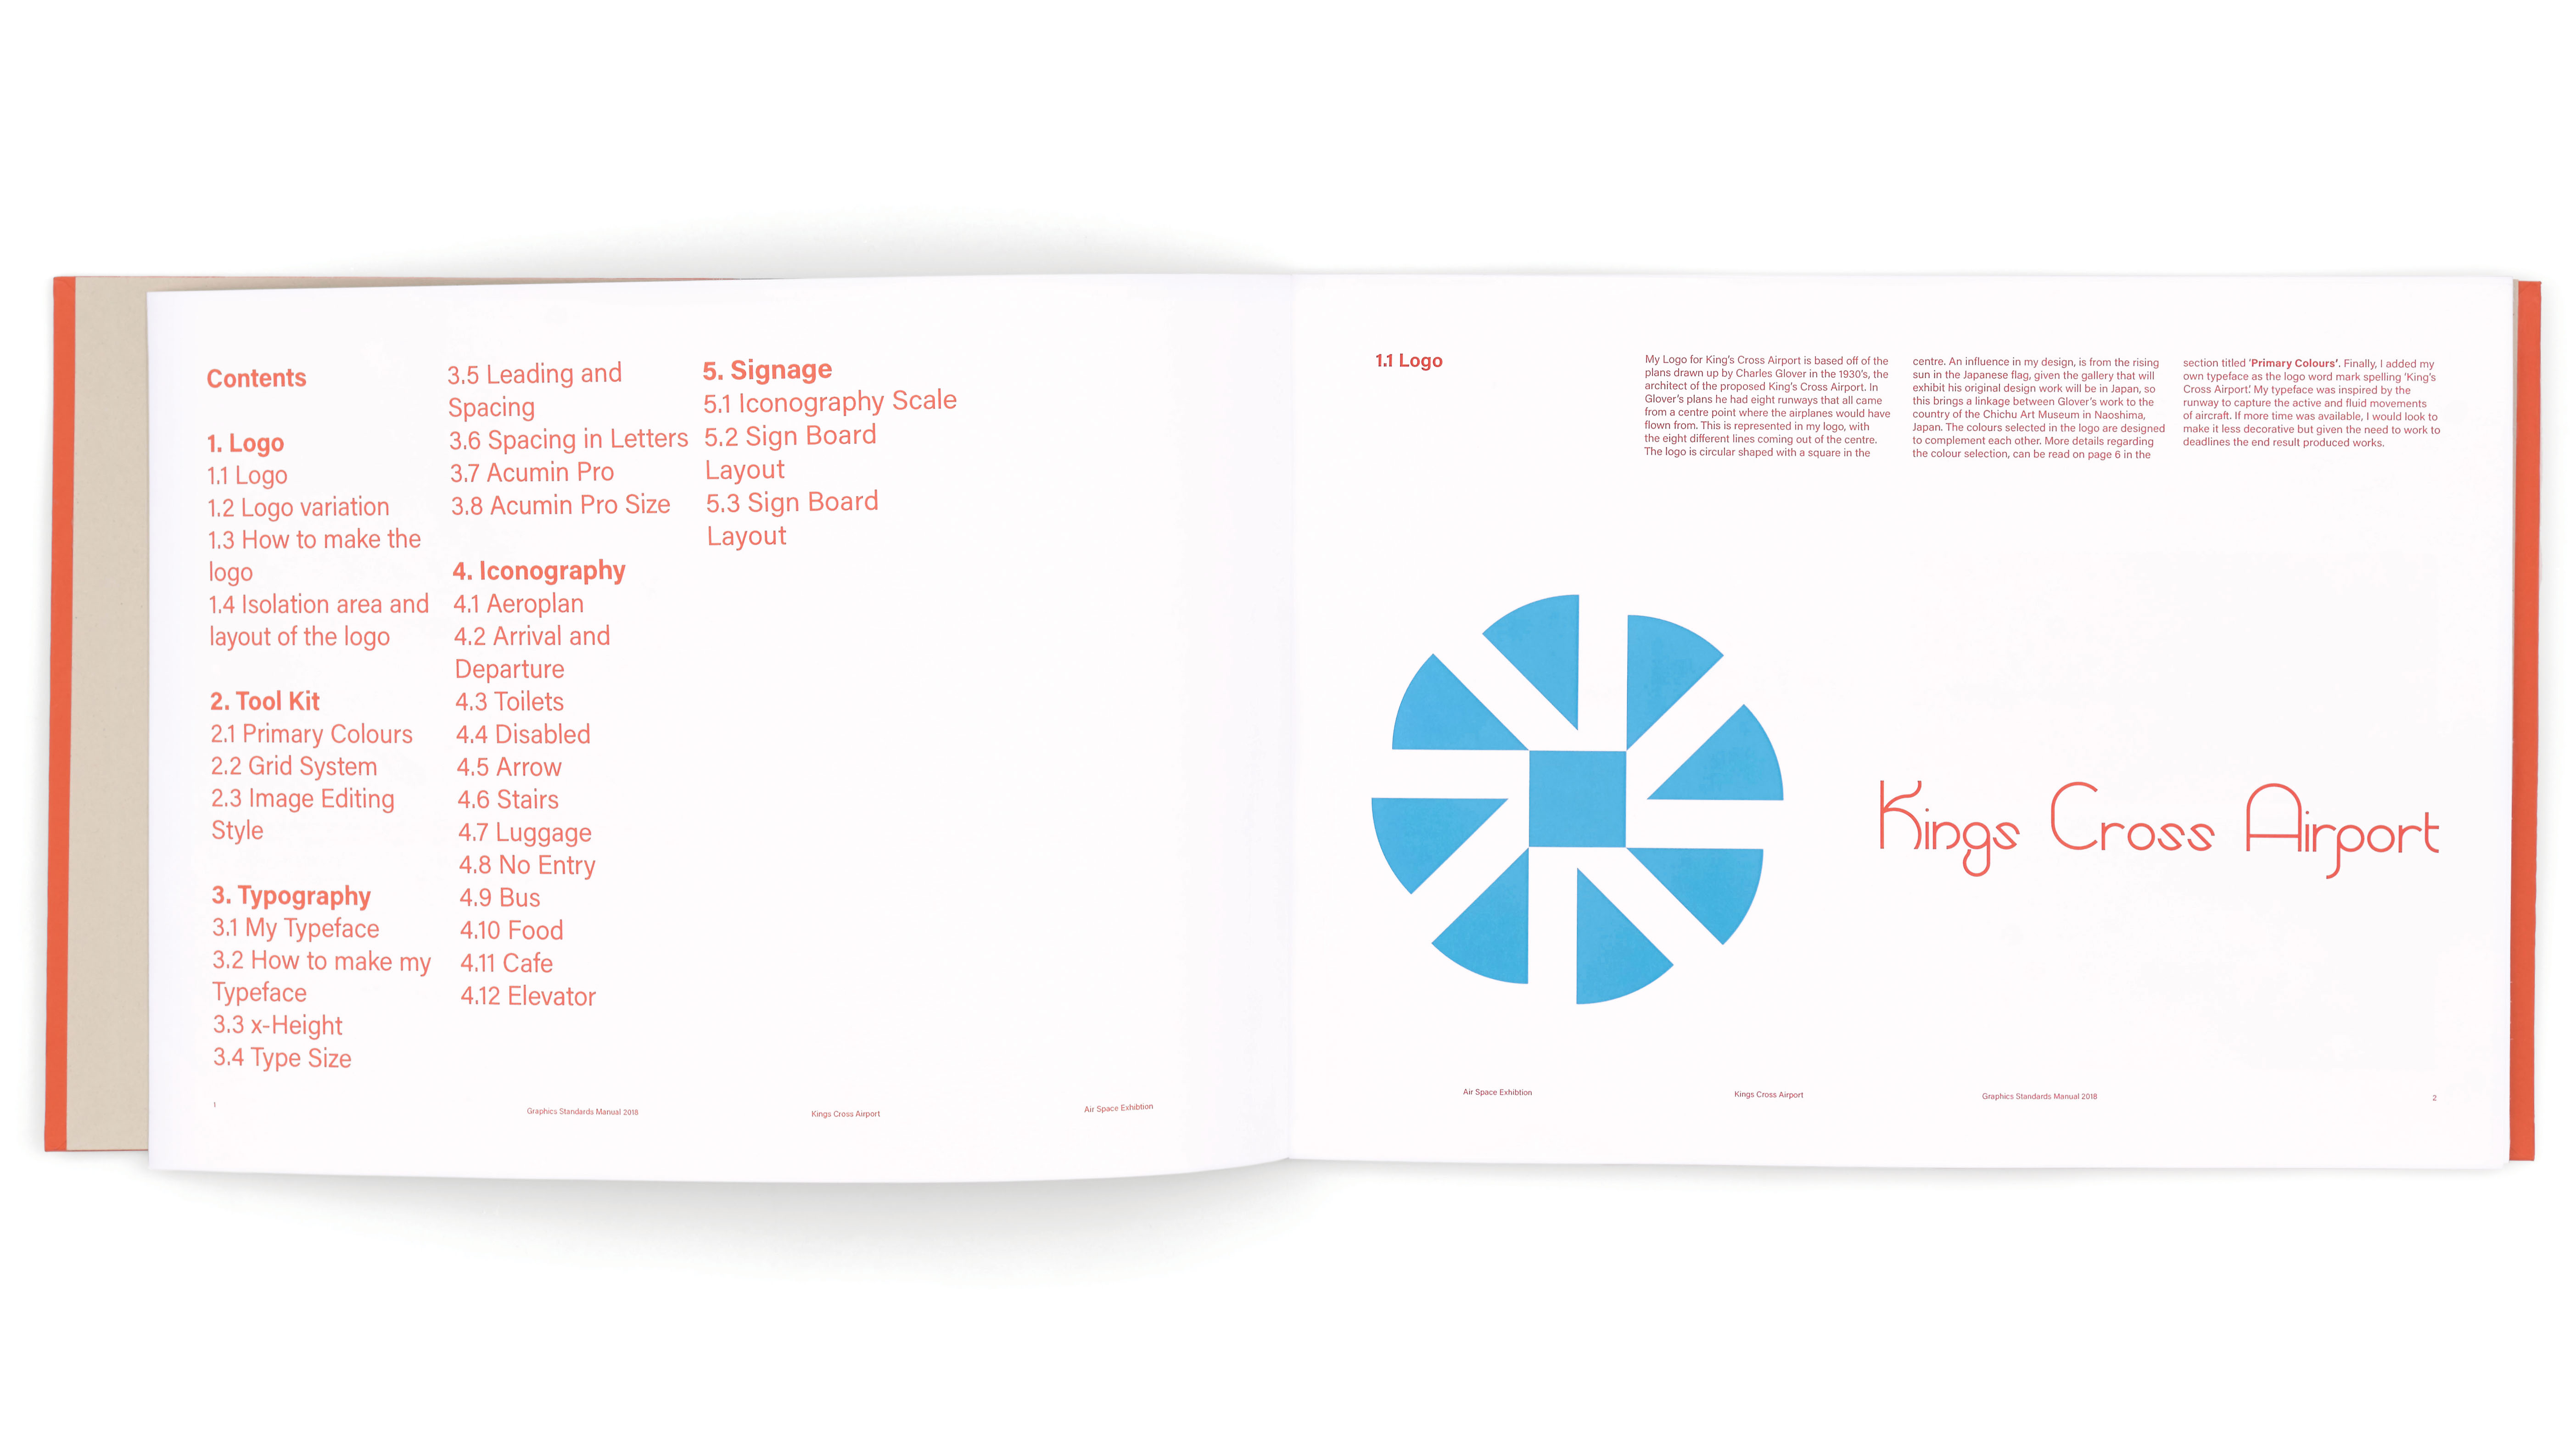 Contents
1. Logo
1.1 Logo
1.2 Logo variation
1.3 How to make the
logo
1.4 Isolation area and
layout of the logo
2. Tool Kit
2.1 Primary Colours
2.2 Grid System
2.3 Image Editing
Style
3. Typography
3.1 My Typeface
3.2 How to make my
Typeface
3.3 x-Height
3.4 Type Size
3.5 Leading and
Spacing
3.6 Spacing in Letters
3.7 Acumin Pro
3.8 Acumin Pro Size
4. Iconography
4.1 Aeroplan
4.2 Arrival and
Departure
4.3 Toilets
4.4 Disabled
4.5 Arrow
4.6 Stairs
4.7 Luggage
4.8 No Entry
4.9 Bus
4.10 Food
4.11 Cafe
4.12 Elevator
5. Signage
5.1 Iconography Scale
5.2 Sign Board
Layout
5.3 Sign Board
Layout
1
Graphics Standards Manual 2018
Kings Cross Airport
Air Space Exhibtion
1.1 Logo
My Logo for King's Cross Airport is based off of the
plans drawn up by Charles Glover in the 1930's, the
architect of the proposed King's Cross Airport. In
Glover's plans he had eight runways that all came
from a centre point where the airplanes would have
flown from. This is represented in my logo, with
the eight different lines coming out of the centre.
The logo is circular shaped with a square in the
centre. An influence in my design, is from the rising
sun in the Japanese flag, given the gallery that will
exhibit his original design work will be in Japan, so
this brings a linkage between Glover's work to the
country of the Chichu Art Museum in Naoshima,
Japan. The colours selected in the logo are designed
to complement each other. More details regarding
the colour selection, can be read on page 6 in the
section titled 'Primary Colours'. Finally, I added my
own typeface as the logo word mark spelling 'King's
Cross Airport.' My typeface was inspired by the
runway to capture the active and fluid movements
of aircraft. If more time was available, I would look to
make it less decorative but given the need to work to
deadlines the end result produced works.
Kings Cross Airport
Air Space Exhibtion
Kings Cross Airport
Graphics Standards Manual 2018
2